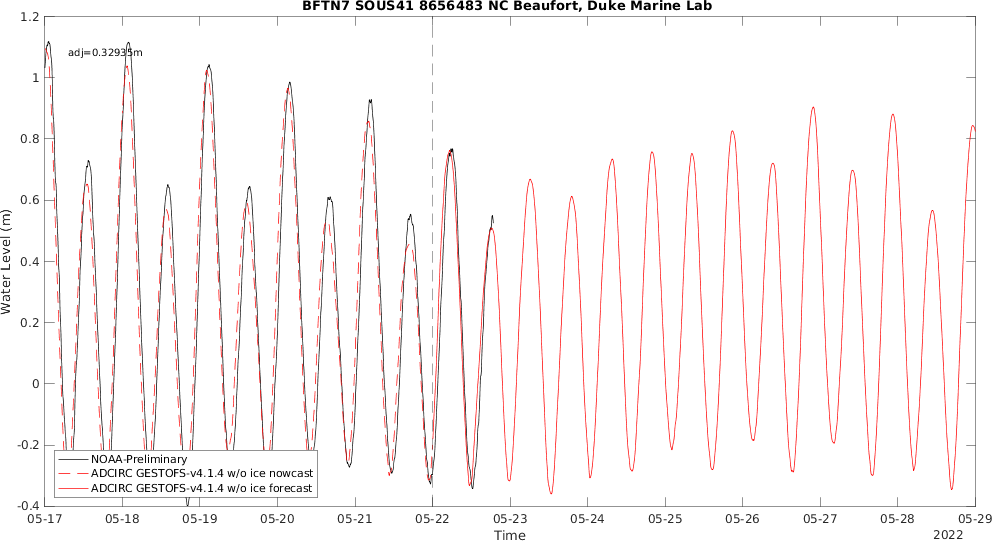 BFTN7 SOUS41 8656483 NC Beaufort, Duke Marine Lab
1.2
adj=0.32935m
1
0.8
0.6
0.4
0.2
0
-0.2
-0.4
Water Level (m)
NOAA-Preliminary
ADCIRC GESTOFS-v4.1.4 w/o ice nowcast
ADCIRC GESTOFS-v4.1.4 w/o ice forecast
05-17 05-18 05-19 05-20 05-21 05-22 05-23 05-24 05-25 05-26 05-27 05-28 05-29
Time
2022